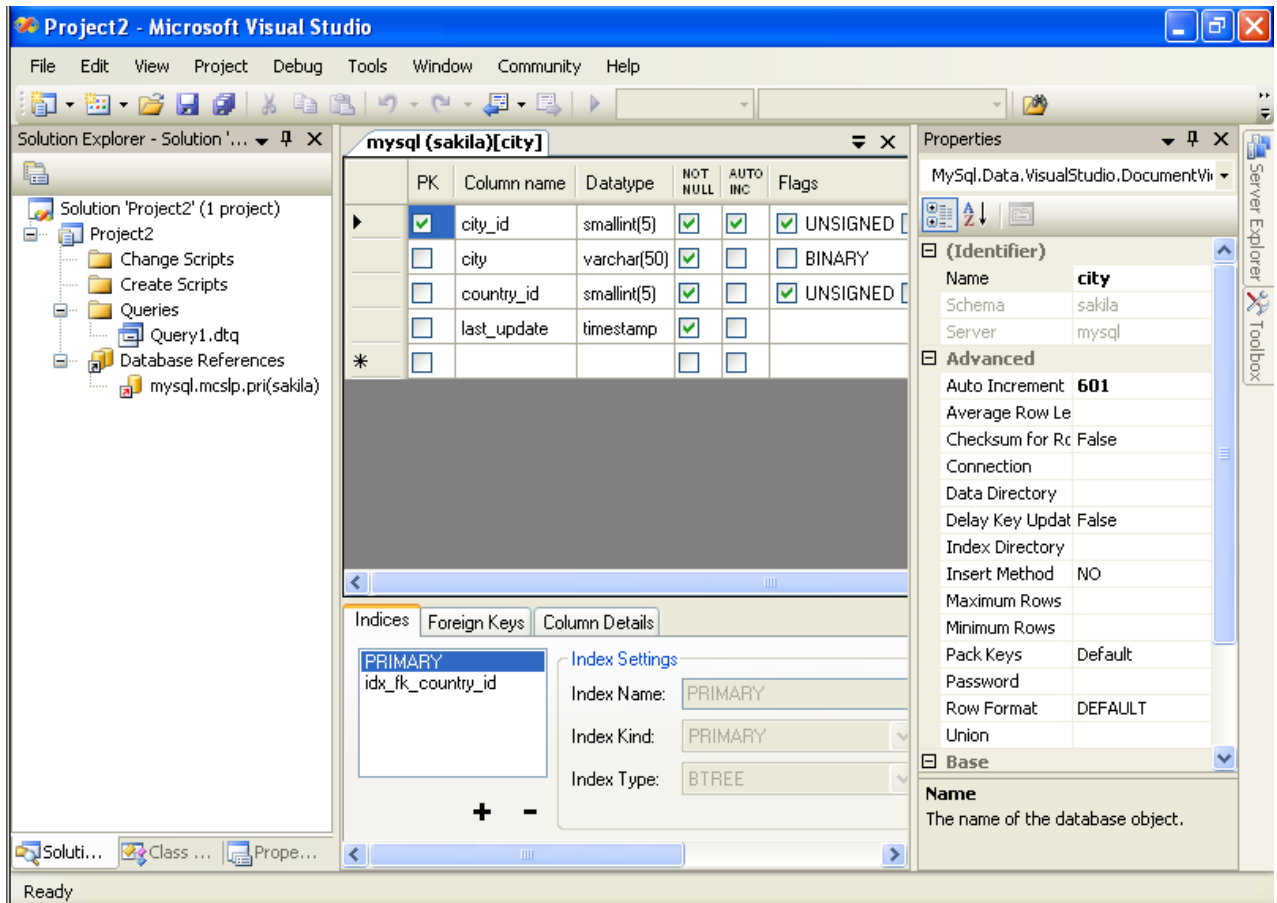 Project2 - Microsoft Visual Studio
File Edit View Project Debug Tools Window Community Help
Solution Explorer - Solution '...
Solution 'Project2' (1 project)
Project2
Change Scripts
Create Scripts
Queries
Query1.dtq
Database References
mysql.mcslp.pri(sakila)
Soluti... Class ... Prope...
mysql (sakila)[city]
PK Column name Datatype NOT NULL AUTO INC Flags
city_id smallint(5) UNSIGNED
city varchar(50) BINARY
country_id smallint(5) UNSIGNED
last_update timestamp
Indices Foreign Keys Column Details
PRIMARY
idx_fk_country_id
Index Settings
Index Name: PRIMARY
Index Kind: PRIMARY
Index Type: BTREE
+ -
Properties
MySql.Data.VisualStudio.DocumentVi
(Identifier)
Name city
Schema sakila
Server mysql
Advanced
Auto Increment 601
Average Row Le
Checksum for Rc False
Connection
Data Directory
Delay Key Updat False
Index Directory
Insert Method NO
Maximum Rows
Minimum Rows
Pack Keys Default
Password
Row Format DEFAULT
Union
Base
Name
The name of the database object.
Server Explorer
Toolbox
Ready